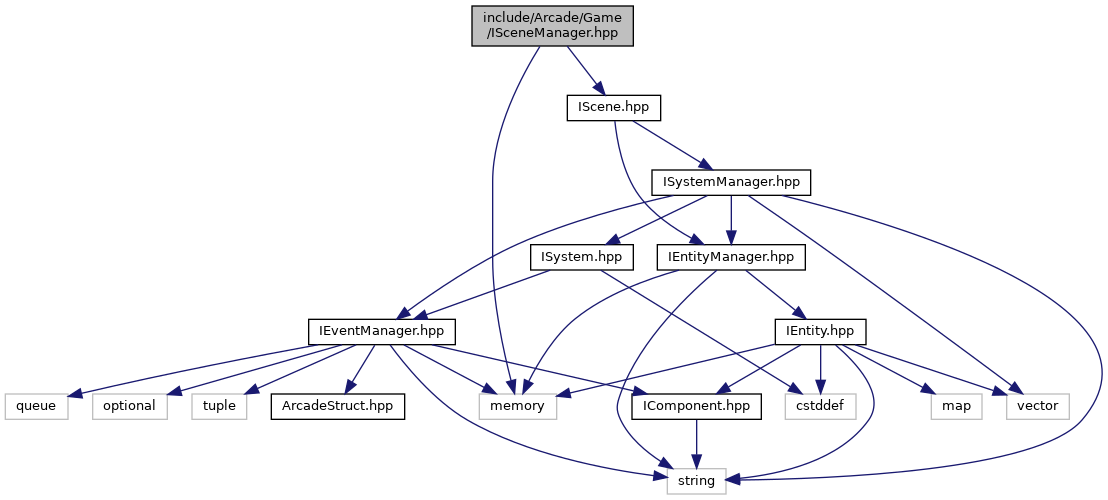 include/Arcade/Game
/ISceneManager.hpp
IScene.hpp
ISystemManager.hpp
ISystem.hpp
IEntityManager.hpp
IEventManager.hpp
IEntity.hpp
queue
optional
tuple
ArcadeStruct.hpp
memory
IComponent.hpp
cstddef
map
vector
string